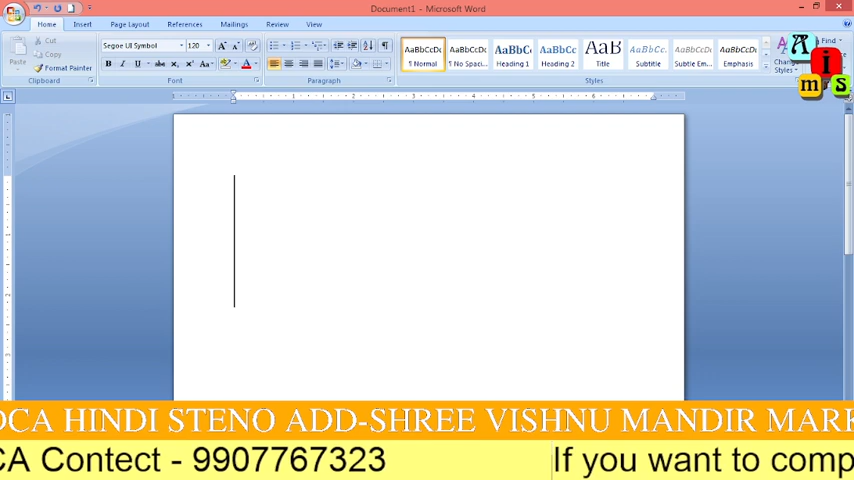 Document1 - Microsoft Word
Home Insert Page Layout References Mailings Review View
Cut
Copy
Paste
Format Painter
Clipboard
Segoe UI Symbol 120
Font
Paragraph
AaBbCcDc AaBbCcDc AaBbC AaBbCc AaB AaBbCc. AaBbCcDc AaBbCcDc
¶ Normal ¶ No Spaci... Heading 1 Heading 2 Title Subtitle Subtle Em... Emphasis
Change
Styles
Styles
Find
A i m s
DCA HINDI STENO ADD-SHREE VISHNU MANDIR MARK
CA Contect - 9907767323 If you want to comp